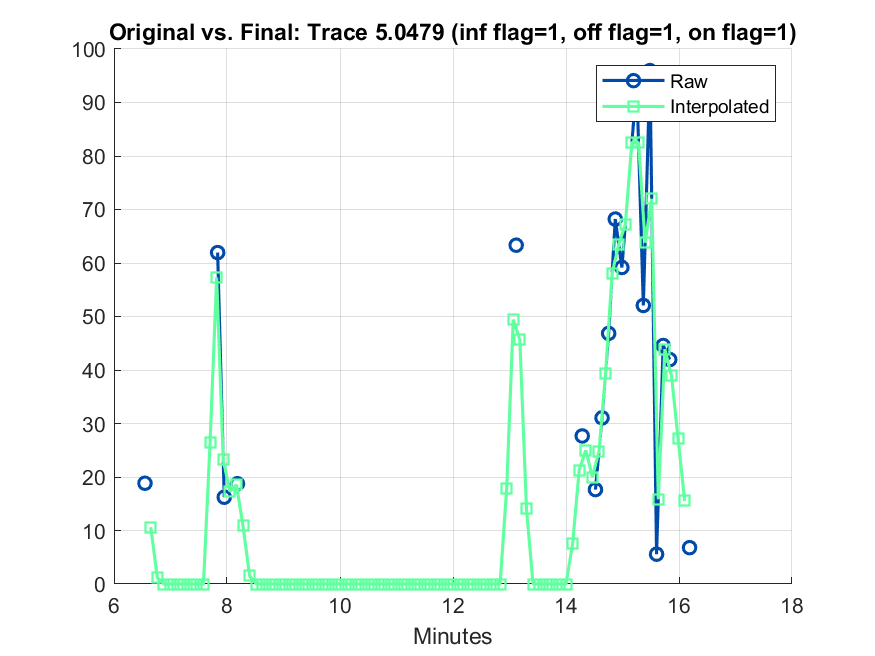 Original vs. Final: Trace 5.0479 (inf flag=1, off flag=1, on flag=1)
100
90
80
70
60
50
40
30
20
10
0
Raw
Interpolated
6 8 10 12 14 16 18
Minutes